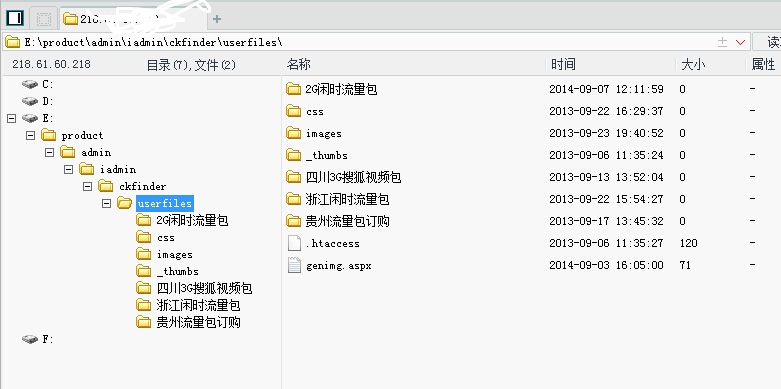 218.
E:\product\admin\iadmin\ckfinder\userfiles\
218.61.60.218 目录(7),文件(2) 名称 时间 大小 属性
C:
D:
E:
product
admin
iadmin
ckfinder
userfiles
2G闲时流量包
css
images
_thumbs
四川3G搜狐视频包
浙江闲时流量包
贵州流量包订购
F:
2G闲时流量包 2014-09-07 12:11:59 0 -
css 2013-09-22 16:29:37 0 -
images 2013-09-23 19:40:52 0 -
_thumbs 2013-09-06 11:35:24 0 -
四川3G搜狐视频包 2013-09-13 13:52:04 0 -
浙江闲时流量包 2013-09-22 15:54:27 0 -
贵州流量包订购 2013-09-17 13:45:32 0 -
.htaccess 2013-09-06 11:35:27 120 -
genimg.aspx 2014-09-03 16:05:00 71 -